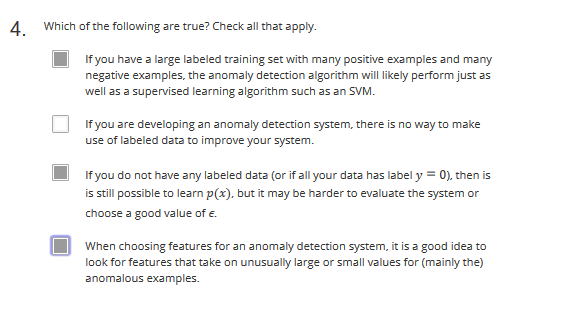 4. Which of the following are true? Check all that apply.
If you have a large labeled training set with many positive examples and many
negative examples, the anomaly detection algorithm will likely perform just as
well as a supervised learning algorithm such as an SVM.
If you are developing an anomaly detection system, there is no way to make
use of labeled data to improve your system.
If you do not have any labeled data (or if all your data has label y = 0), then is
is still possible to learn p(x), but it may be harder to evaluate the system or
choose a good value of ϵ.
When choosing features for an anomaly detection system, it is a good idea to
look for features that take on unusually large or small values for (mainly the)
anomalous examples.